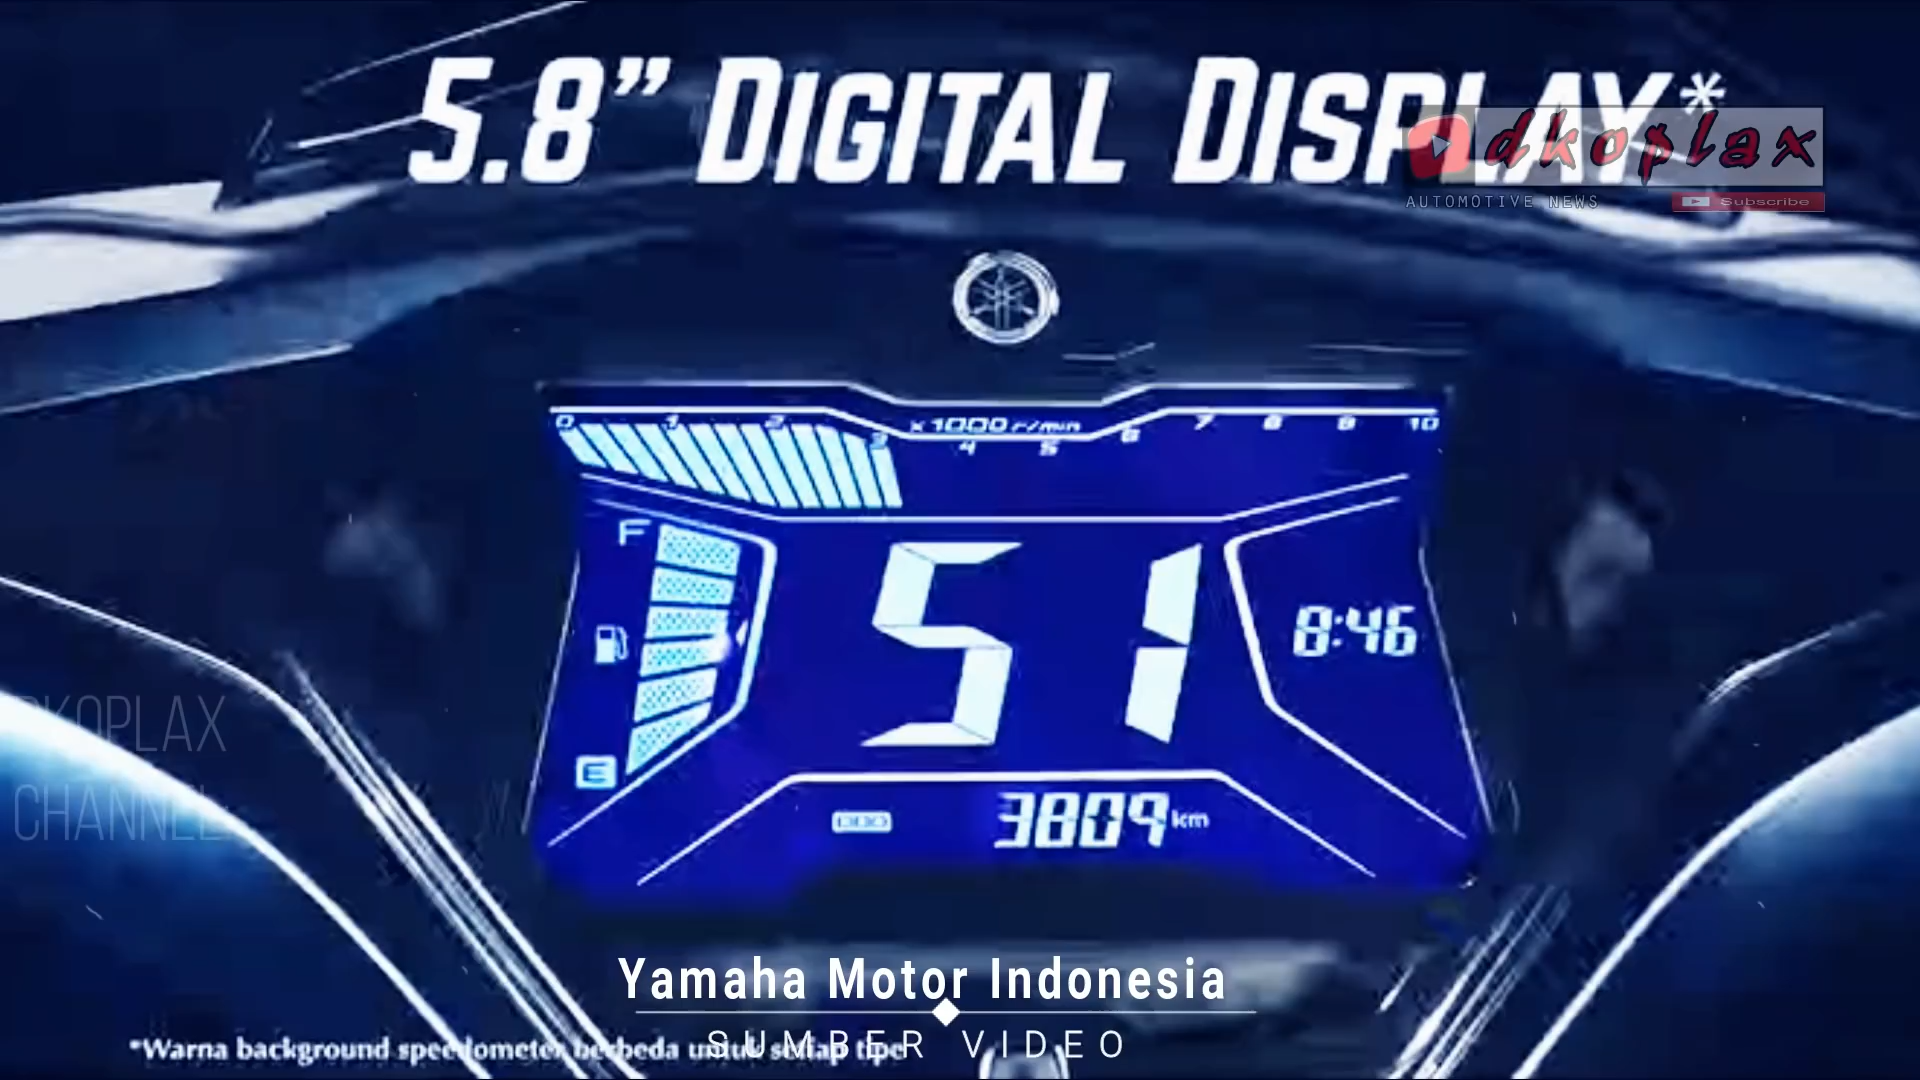 5.8” DIGITAL DISPLAY*
dkoplax
AUTOMOTIVE NEWS
Subscribe
0 1 2 3 4 5 6 7 8 9 10
x1000 r/min
F
51
8:46
E
3809 km
DKOPLAX
CHANNEL
Yamaha Motor Indonesia
SUMBER VIDEO
*Warna background speedometer berbeda untuk setiap tipe